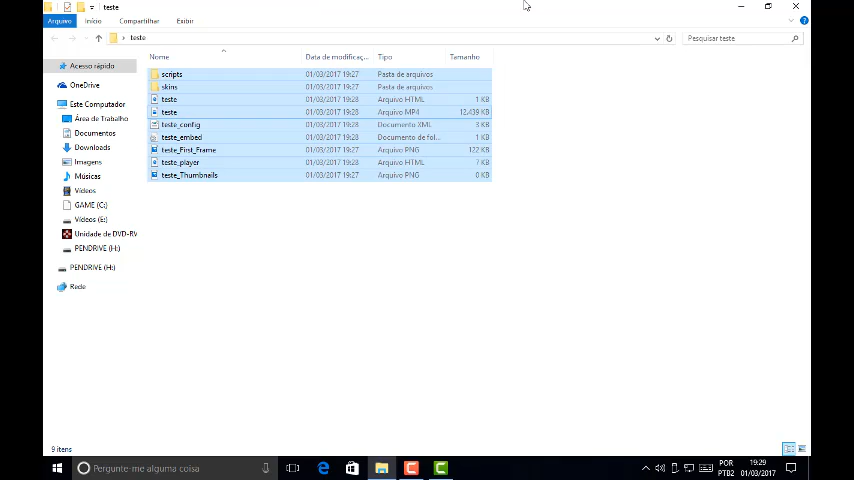 teste
Arquivo Início Compartilhar Exibir
teste Pesquisar teste
Nome Data de modificaç... Tipo Tamanho
Acesso rápido
OneDrive
Este Computador
Área de Trabalho
Documentos
Downloads
Imagens
Músicas
Vídeos
GAME (C:)
Vídeos (E:)
Unidade de DVD-RV
PENDRIVE (H:)
PENDRIVE (H:)
Rede
scripts 01/03/2017 19:27 Pasta de arquivos
skins 01/03/2017 19:27 Pasta de arquivos
teste 01/03/2017 19:28 Arquivo HTML 1 KB
teste 01/03/2017 19:28 Arquivo MP4 12.439 KB
teste_config 01/03/2017 19:28 Documento XML 3 KB
teste_embed 01/03/2017 19:28 Documento de fol... 1 KB
teste_First_Frame 01/03/2017 19:27 Arquivo PNG 122 KB
teste_player 01/03/2017 19:28 Arquivo HTML 7 KB
teste_Thumbnails 01/03/2017 19:27 Arquivo PNG 0 KB
9 itens
Pergunte-me alguma coisa
POR
PTB2
19:29
01/03/2017